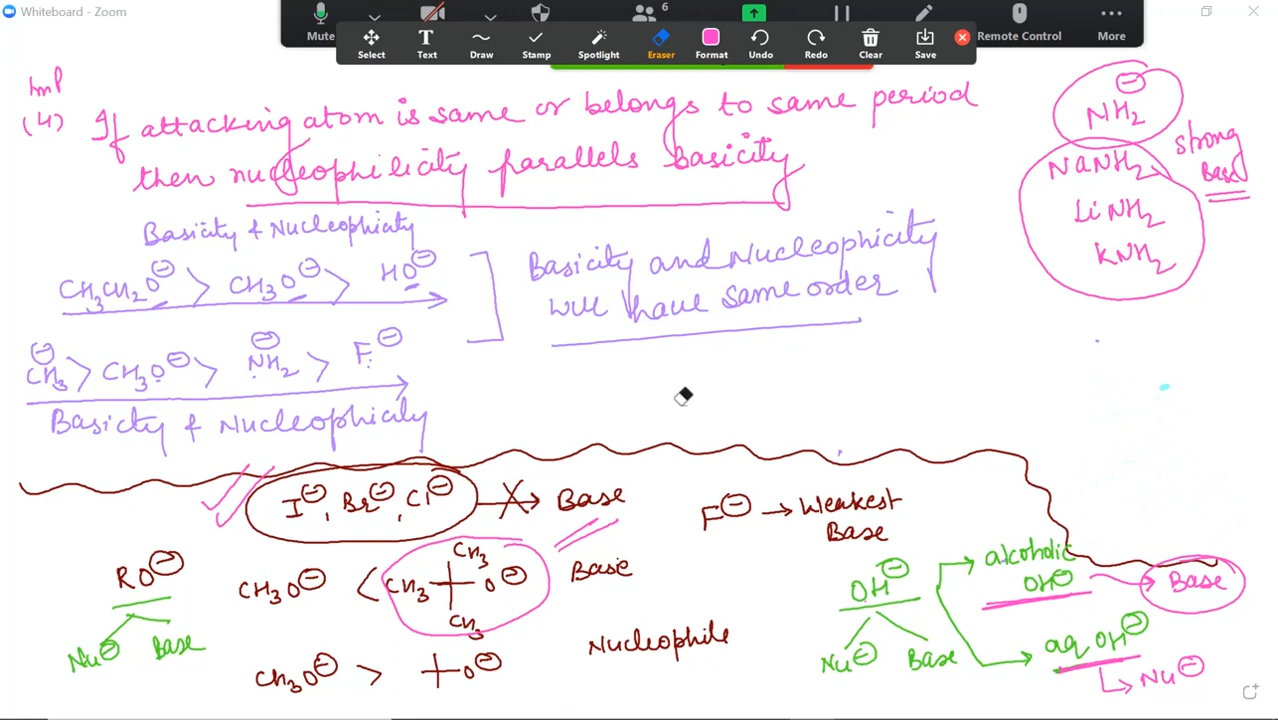 Whiteboard - Zoom
6
Mute
Remote Control
More
Select
Text
Draw
Stamp
Spotlight
Eraser
Format
Undo
Redo
Clear
Save
Imp
(4) If attacking atom is same or belongs to same period
then nucleophilicity parallels basicity
NH₂⊖
NaNH₂
LiNH₂
KNH₂
strong
Base
Basicity & Nucleophicity
CH₃CH₂O⊖ > CH₃O⊖ > HO⊖
Basicity and Nucleophicity
will have same order
⊖CH₃ > CH₃O⊖ > ⊖NH₂ > F⊖
Basicty & Nucleophicity
I⊖, Br⊖, Cl⊖ → Base
F⊖ → Weakest
Base
RO⊖
Nu⊖ Base
CH₃O⊖ < CH₃ CH₃ CH₃ O⊖ Base
CH₃O⊖ > O⊖ Nucleophile
OH⊖
Nu⊖ Base
alcoholic
OH⊖ → Base
aq OH⊖
Nu⊖